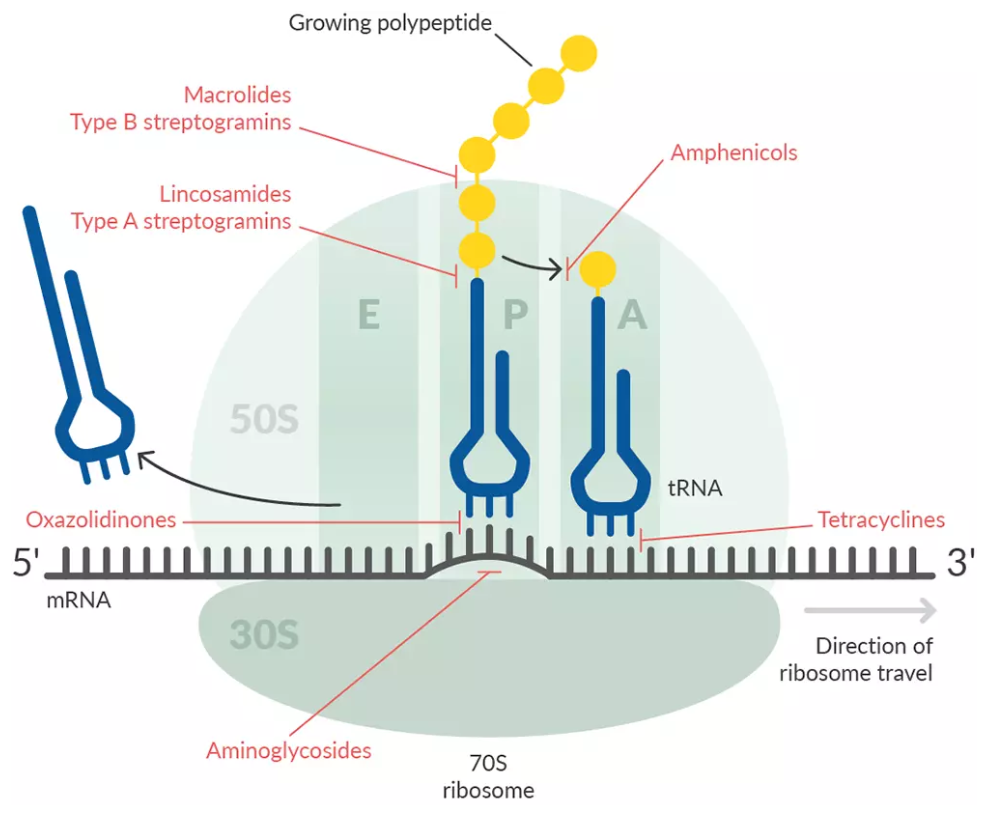 Growing polypeptide
Macrolides
Type B streptogramins
Amphenicols
Lincosamides
Type A streptogramins
E
P
A
50S
tRNA
Oxazolidinones
Tetracyclines
5'
3'
mRNA
30S
Direction of
ribosome travel
Aminoglycosides
70S
ribosome